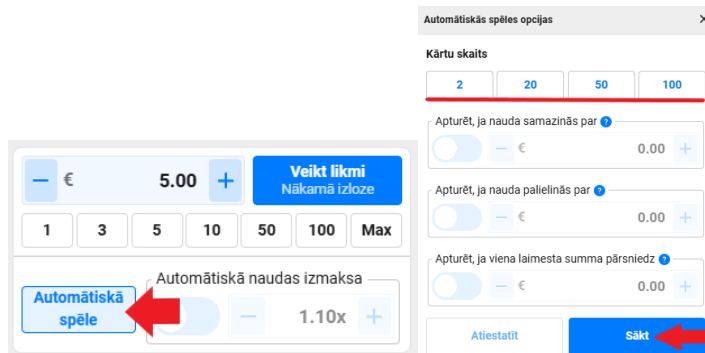 − € 5.00 +
Veikt likmi
Nākamā izloze
1 3 5 10 50 100 Max
Automātiskā
spēle
Automātiskā naudas izmaksa
− 1.10x +
Automātiskās spēles opcijas ×
Kārtu skaits
2 20 50 100
Apturēt, ja nauda samazinās par ?
− € 0.00 +
Apturēt, ja nauda palielinās par ?
− € 0.00 +
Apturēt, ja viena laimesta summa pārsniedz ?
− € 0.00 +
Atiestatīt Sākt